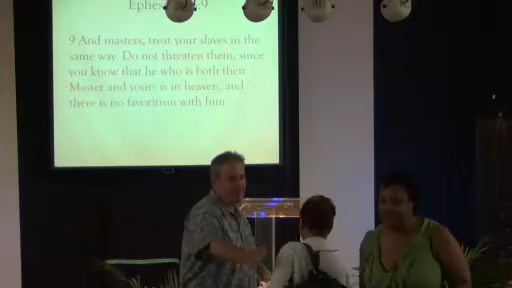 9 And masters, treat your slaves in the
same way. Do not threaten them, since
you know that he who is both their
Master and yours is in heaven, and
there is no favoritism with him